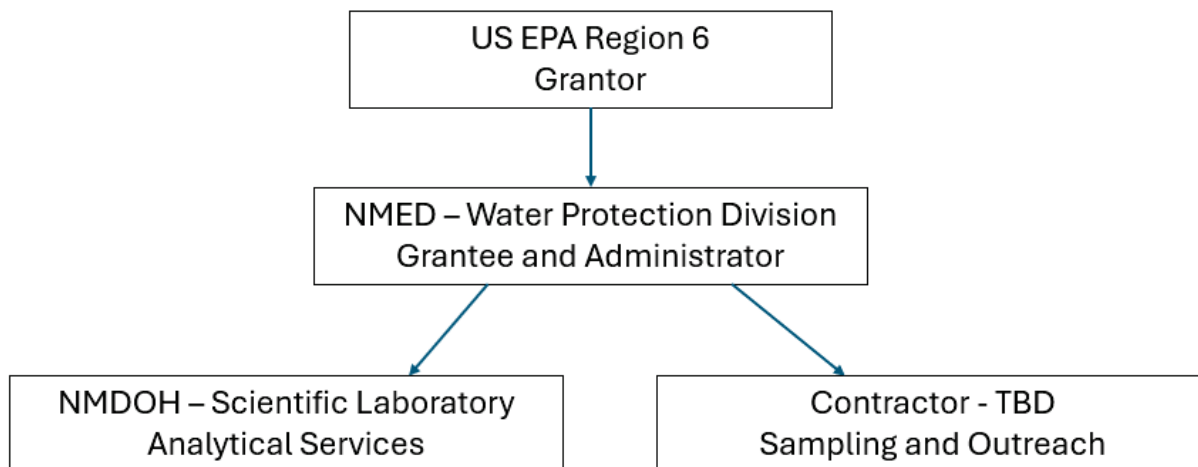 US EPA Region 6
Grantor
NMED – Water Protection Division
Grantee and Administrator
NMDOH – Scientific Laboratory
Analytical Services
Contractor - TBD
Sampling and Outreach